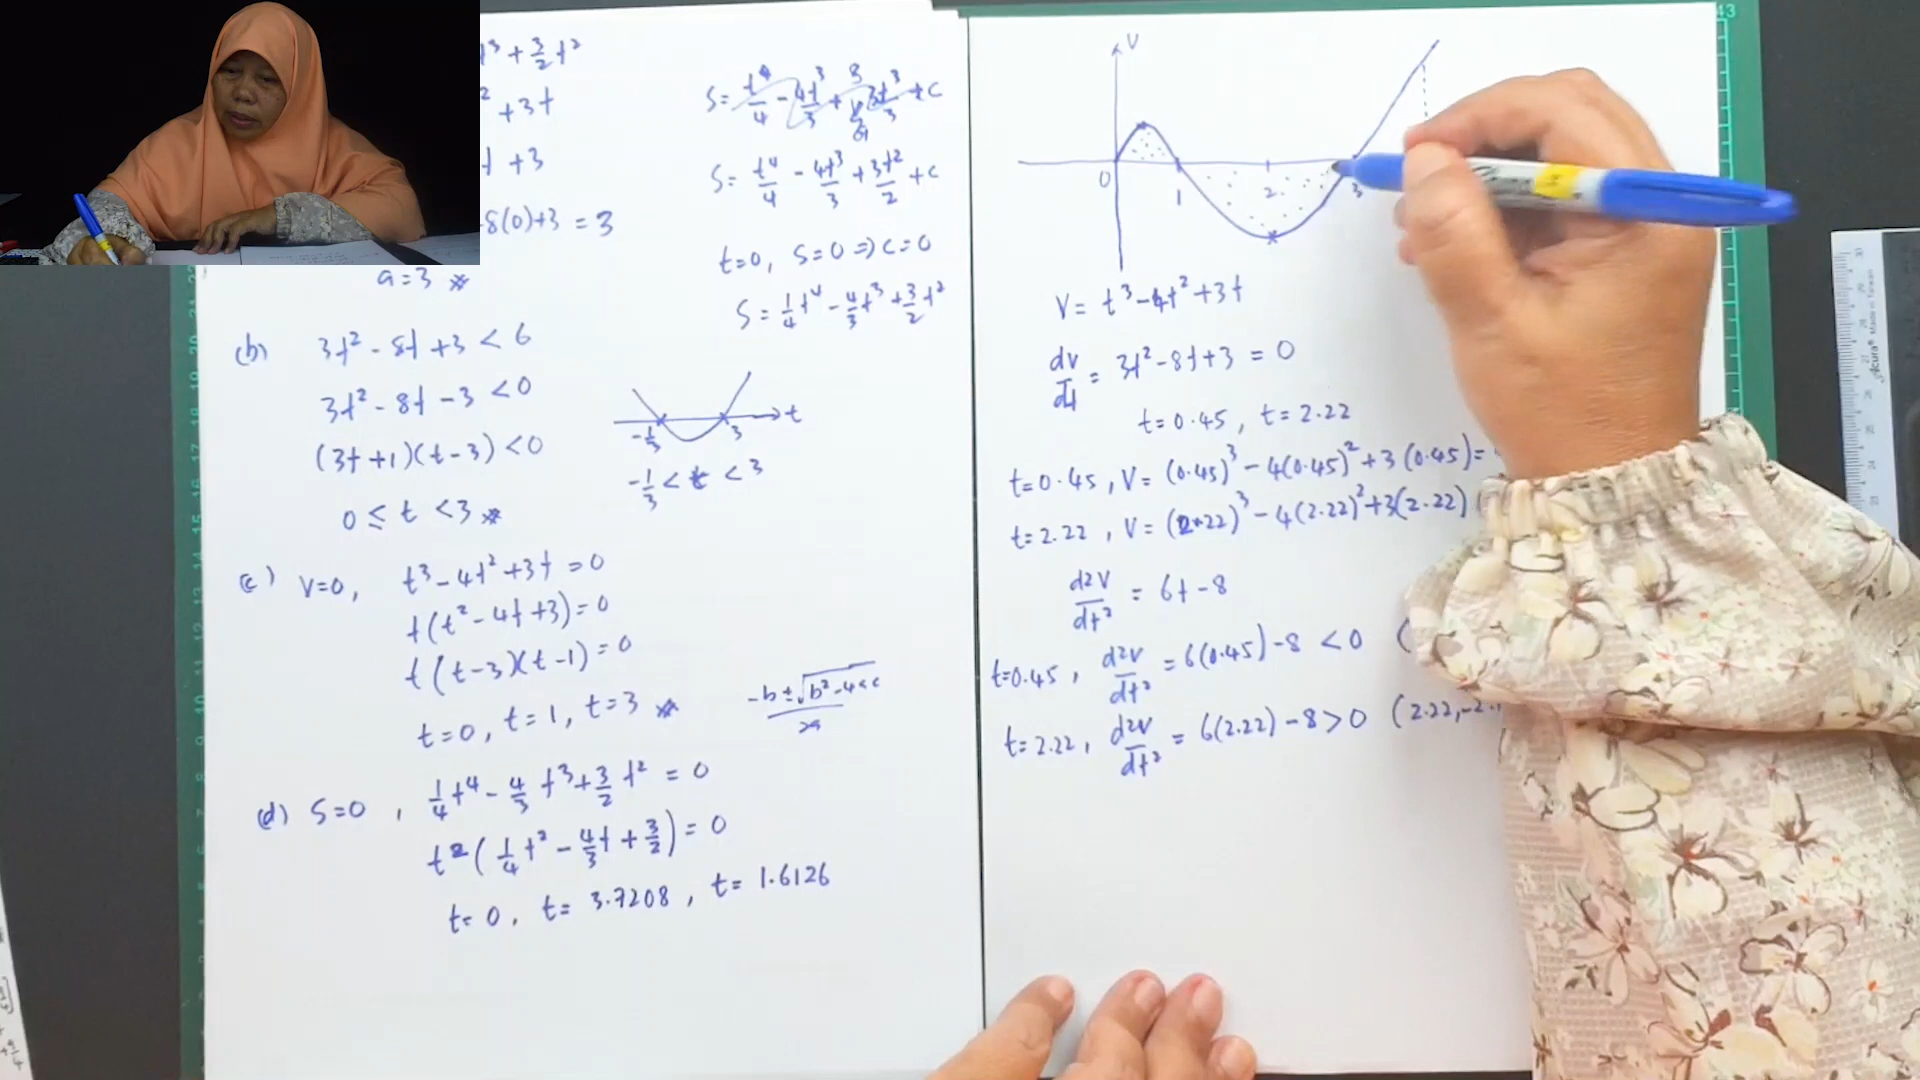 t³ + 3/2 t²
² + 3t
t + 3
-8(0)+3 = 3
a = 3 *
(b) 3t² - 8t + 3 < 6
3t² - 8t - 3 < 0
(3t + 1)(t - 3) < 0
0 ≤ t < 3 *
-1/3 3 t
-1/3 < t < 3
(c) V=0, t³ - 4t² + 3t = 0
t(t² - 4t + 3) = 0
t(t-3)(t-1) = 0
t=0, t=1, t=3 *
-b ± √b² - 4ac
(d) S=0, 1/4 t⁴ - 4/3 t³ + 3/2 t² = 0
t²(1/4 t² - 4/3 t + 3/2) = 0
t = 0, t = 3.7208, t = 1.6126
S = t⁴/4 - 4t³/3 + 3t²/2 + c
t=0, S=0 ⇒ c=0
S = 1/4 t⁴ - 4/3 t³ + 3/2 t²
V
0 1 2 3
V = t³ - 4t² + 3t
dv/dt = 3t² - 8t + 3 = 0
t = 0.45, t = 2.22
t = 0.45, V = (0.45)³ - 4(0.45)² + 3(0.45) =
t = 2.22, V = (2.22)³ - 4(2.22)² + 3(2.22)
d²V/dt² = 6t - 8
t=0.45, d²V/dt² = 6(0.45) - 8 < 0 (
t = 2.22, d²V/dt² = 6(2.22) - 8 > 0 (2.22, -2.
43